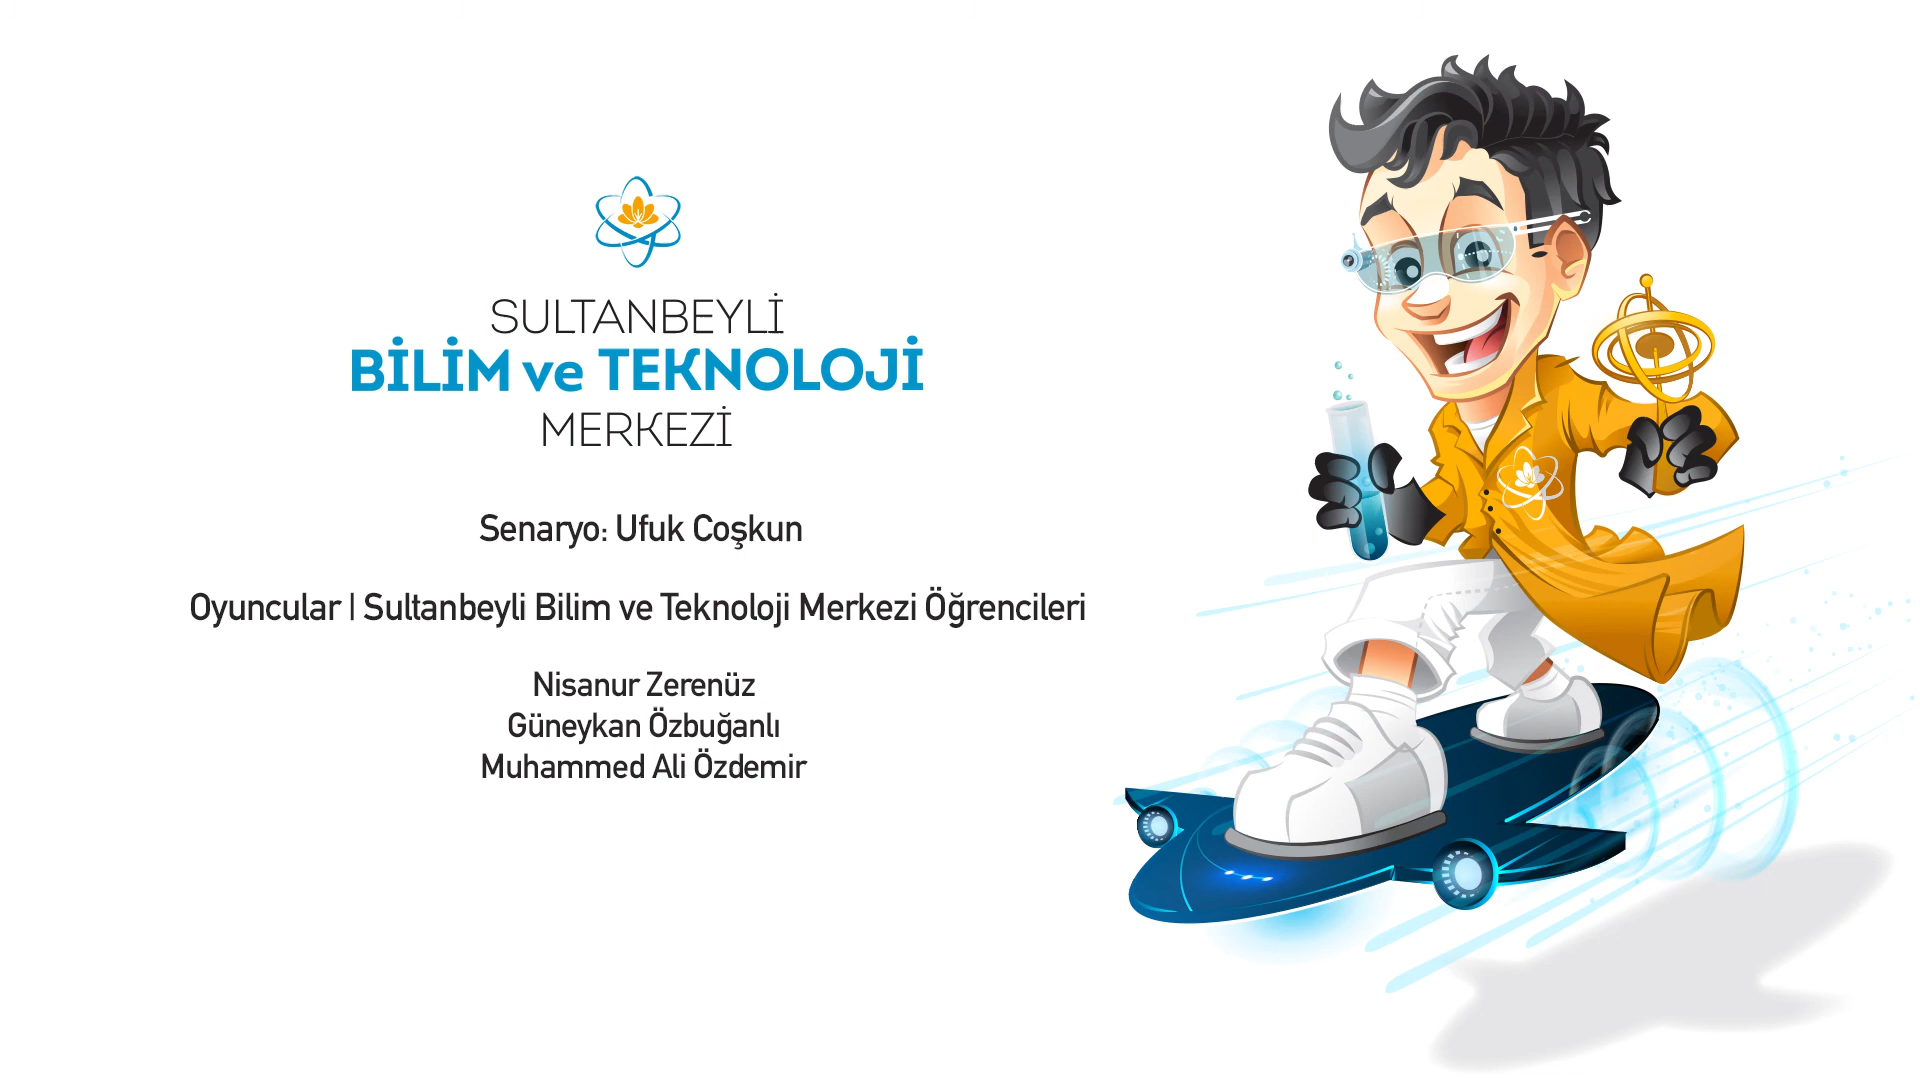 SULTANBEYLİ
BİLİM ve TEKNOLOJİ
MERKEZİ
Senaryo: Ufuk Coşkun
Oyuncular | Sultanbeyli Bilim ve Teknoloji Merkezi Öğrencileri
Nisanur Zerenüz
Güneykan Özbuğanlı
Muhammed Ali Özdemir